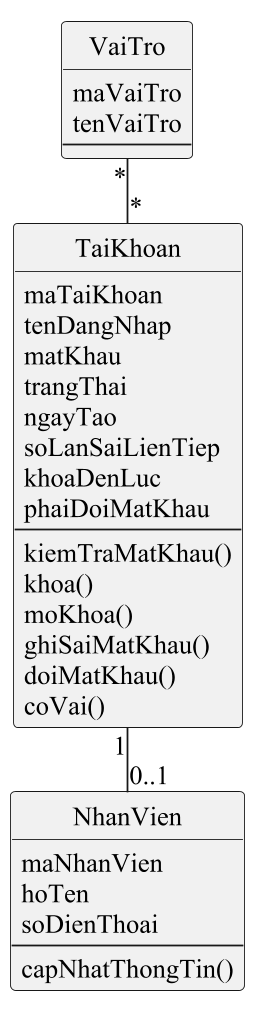 VaiTro
maVaiTro
tenVaiTro
*
*
TaiKhoan
maTaiKhoan
tenDangNhap
matKhau
trangThai
ngayTao
soLanSaiLienTiep
khoaDenLuc
phaiDoiMatKhau
kiemTraMatKhau()
khoa()
moKhoa()
ghiSaiMatKhau()
doiMatKhau()
coVai()
1
0..1
NhanVien
maNhanVien
hoTen
soDienThoai
capNhatThongTin()